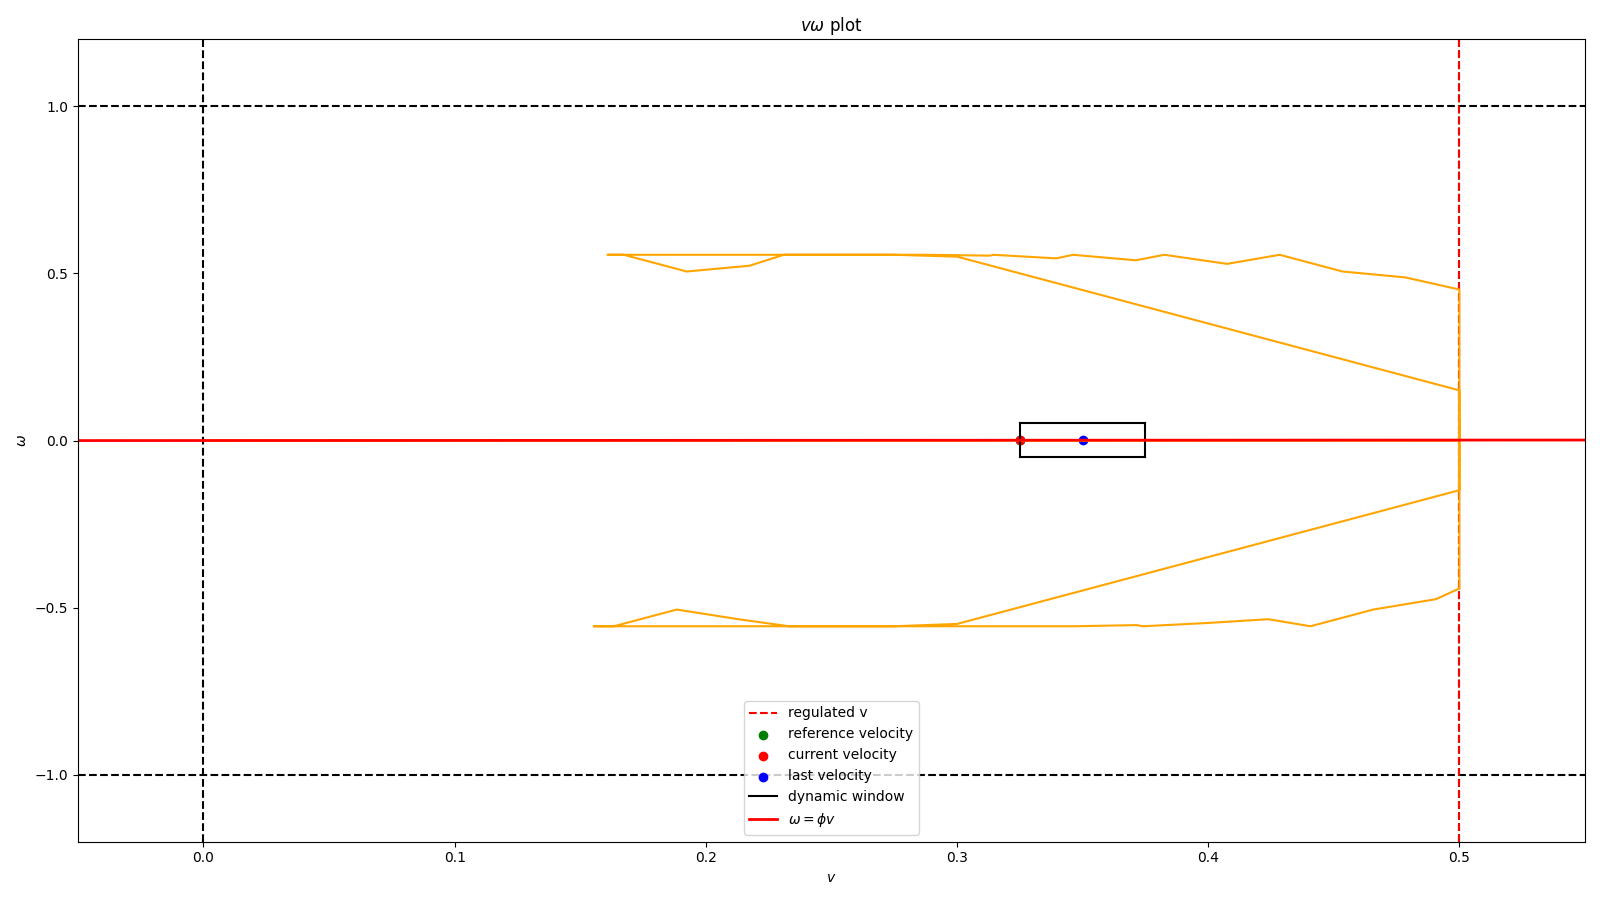 vω plot
1.0
0.5
0.0
−0.5
−1.0
ω
regulated v
reference velocity
current velocity
last velocity
dynamic window
ω = ϕv
0.0 0.1 0.2 0.3 0.4 0.5
v